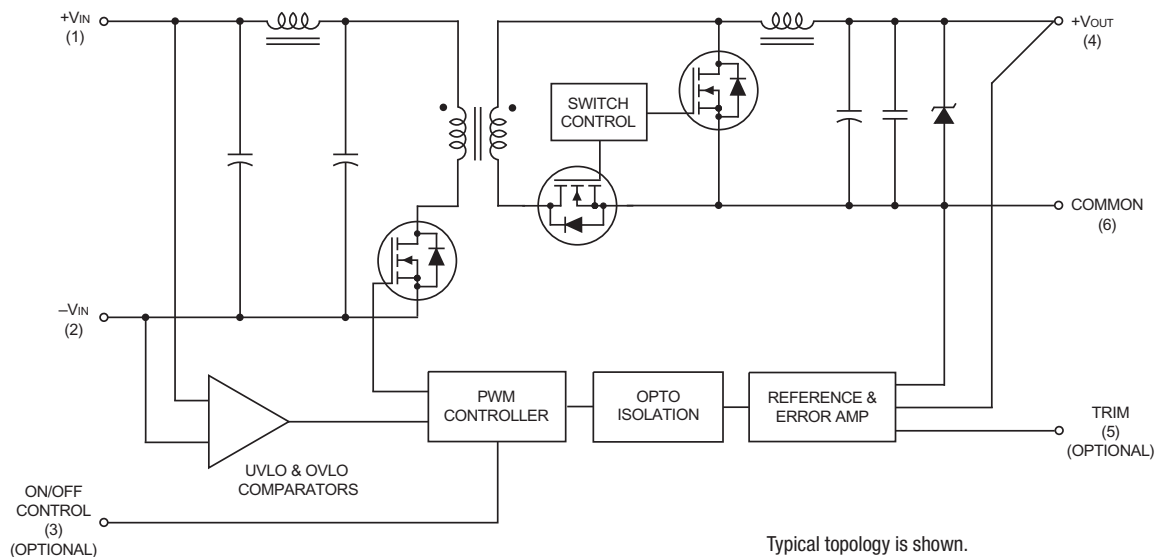 +VIN
(1)
+VOUT
(4)
SWITCH
CONTROL
COMMON
(6)
–VIN
(2)
PWM
CONTROLLER
OPTO
ISOLATION
REFERENCE &
ERROR AMP
TRIM
(5)
(OPTIONAL)
UVLO & OVLO
COMPARATORS
ON/OFF
CONTROL
(3)
(OPTIONAL)
Typical topology is shown.